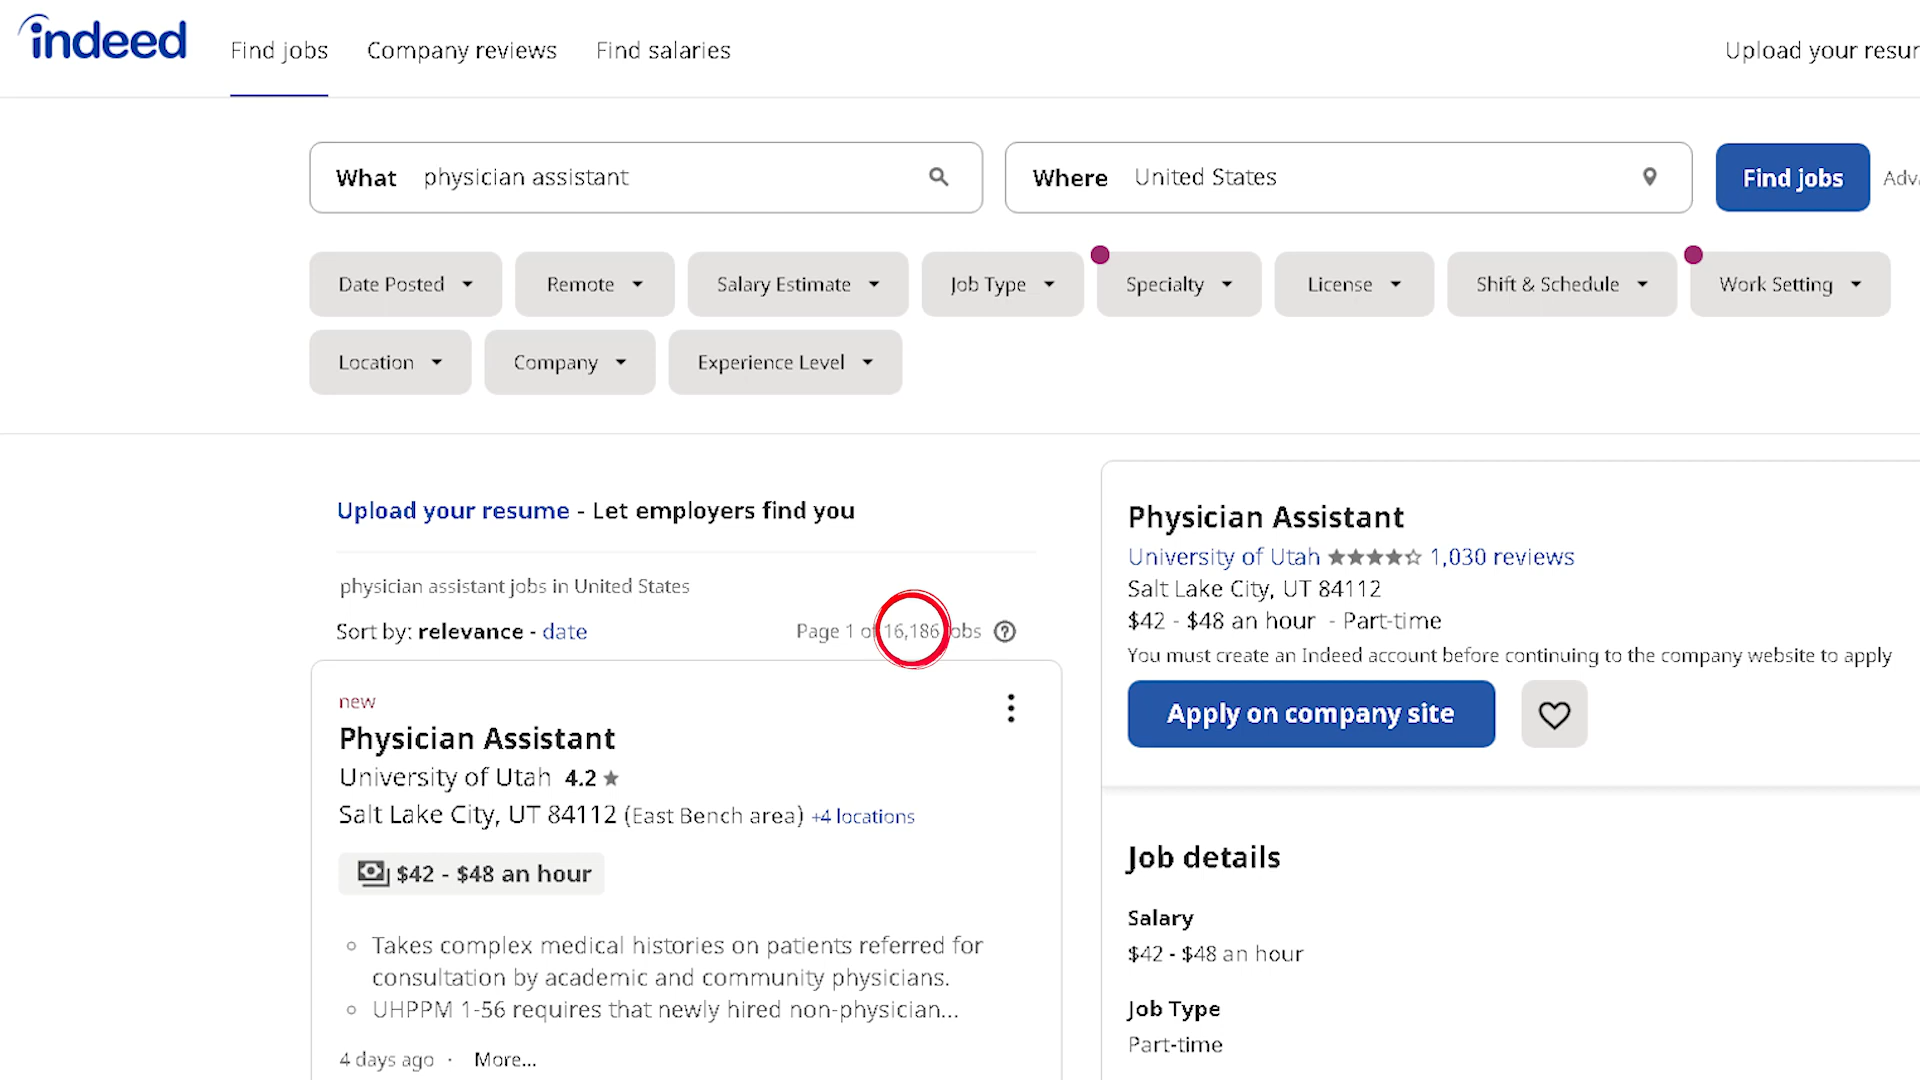 indeed
Find jobs
Company reviews
Find salaries
Upload your resur
What physician assistant
Where United States
Find jobs
Adv
Date Posted
Remote
Salary Estimate
Job Type
Specialty
License
Shift & Schedule
Work Setting
Location
Company
Experience Level
Upload your resume - Let employers find you
physician assistant jobs in United States
Sort by: relevance - date
Page 1 of 16,186 jobs
new
Physician Assistant
University of Utah 4.2
Salt Lake City, UT 84112 (East Bench area) +4 locations
$42 - $48 an hour
Takes complex medical histories on patients referred for
consultation by academic and community physicians.
UHPPM 1-56 requires that newly hired non-physician...
4 days ago · More...
Physician Assistant
University of Utah 1,030 reviews
Salt Lake City, UT 84112
$42 - $48 an hour - Part-time
You must create an Indeed account before continuing to the company website to apply
Apply on company site
Job details
Salary
$42 - $48 an hour
Job Type
Part-time